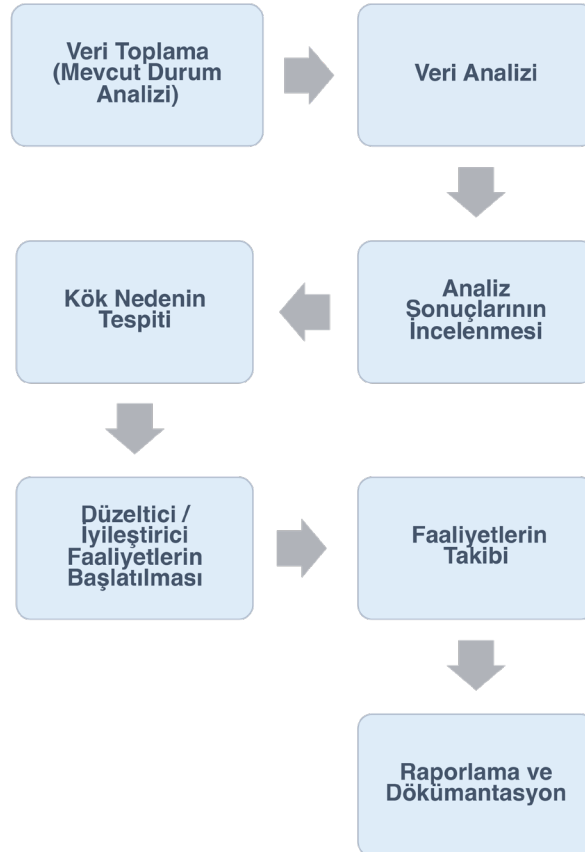 Veri Toplama
(Mevcut Durum
Analizi)
Veri Analizi
Analiz
Sonuçlarının
İncelenmesi
Kök Nedenin
Tespiti
Düzeltici /
İyileştirici
Faaliyetlerin
Başlatılması
Faaliyetlerin
Takibi
Raporlama ve
Dökümantasyon